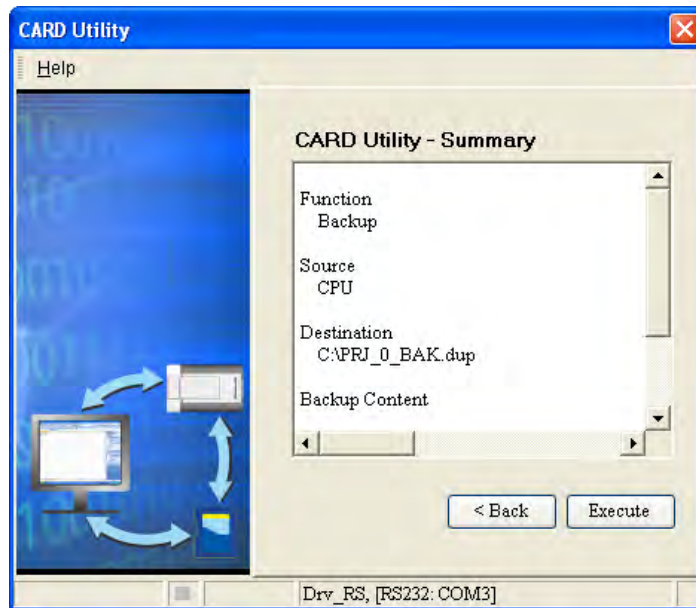 CARD Utility
Help
CARD Utility - Summary
Function
Backup
Source
CPU
Destination
C:\PRJ_0_BAK.dup
Backup Content
< Back
Execute
Drv_RS, [RS232: COM3]